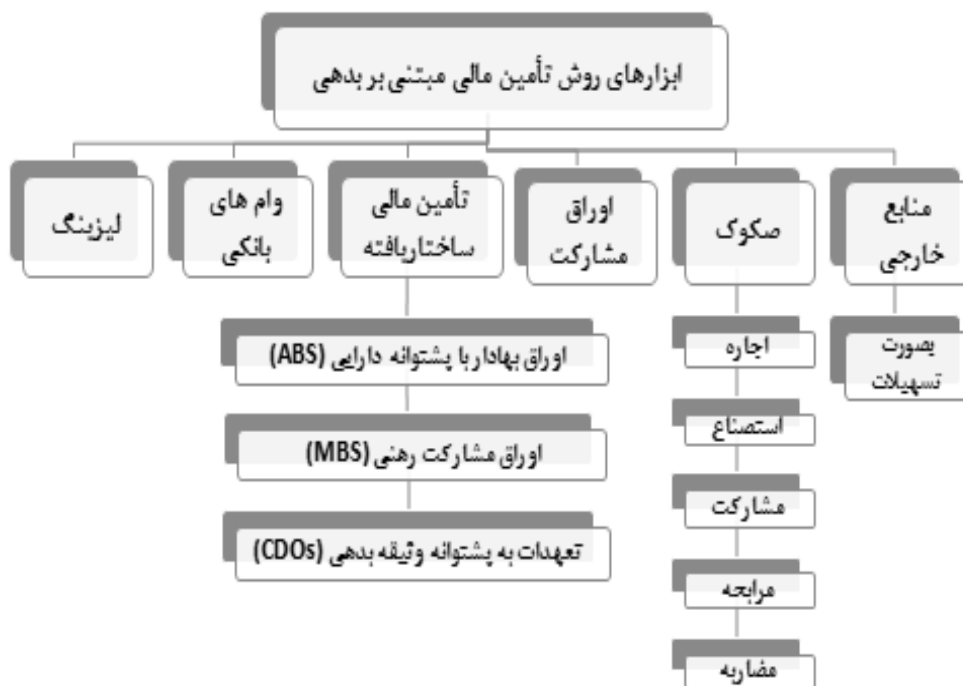 ابزارهای روش تأمین مالی مبتنی بر بدهی
منابع
خارجی
صکوک
اوراق
مشارکت
تأمین مالی
ساختاریافته
وام های
بانکی
لیزینگ
بصورت
تسهیلات
اجاره
استصناع
مشارکت
مرابحه
مضاربه
اوراق بهادار با پشتوانه دارایی (ABS)
اوراق مشارکت رهنی (MBS)
تعهدات به پشتوانه وثیقه بدهی (CDOs)